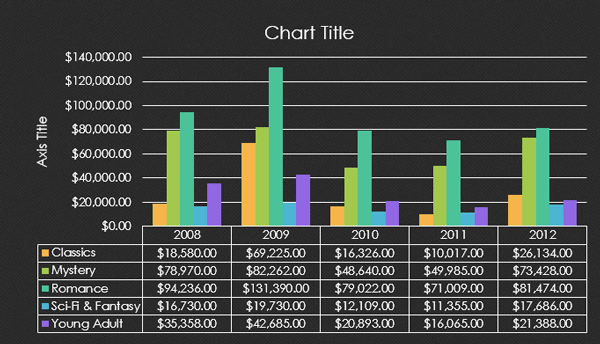 Chart Title
$140,000.00
$120,000.00
$100,000.00
$80,000.00
$60,000.00
$40,000.00
$20,000.00
$0.00
Axis Title
2008 2009 2010 2011 2012
Classics $18,580.00 $69,225.00 $16,326.00 $10,017.00 $26,134.00
Mystery $78,970.00 $82,262.00 $48,640.00 $49,985.00 $73,428.00
Romance $94,236.00 $131,390.00 $79,022.00 $71,009.00 $81,474.00
Sci-Fi & Fantasy $16,730.00 $19,730.00 $12,109.00 $11,355.00 $17,686.00
Young Adult $35,358.00 $42,685.00 $20,893.00 $16,065.00 $21,388.00